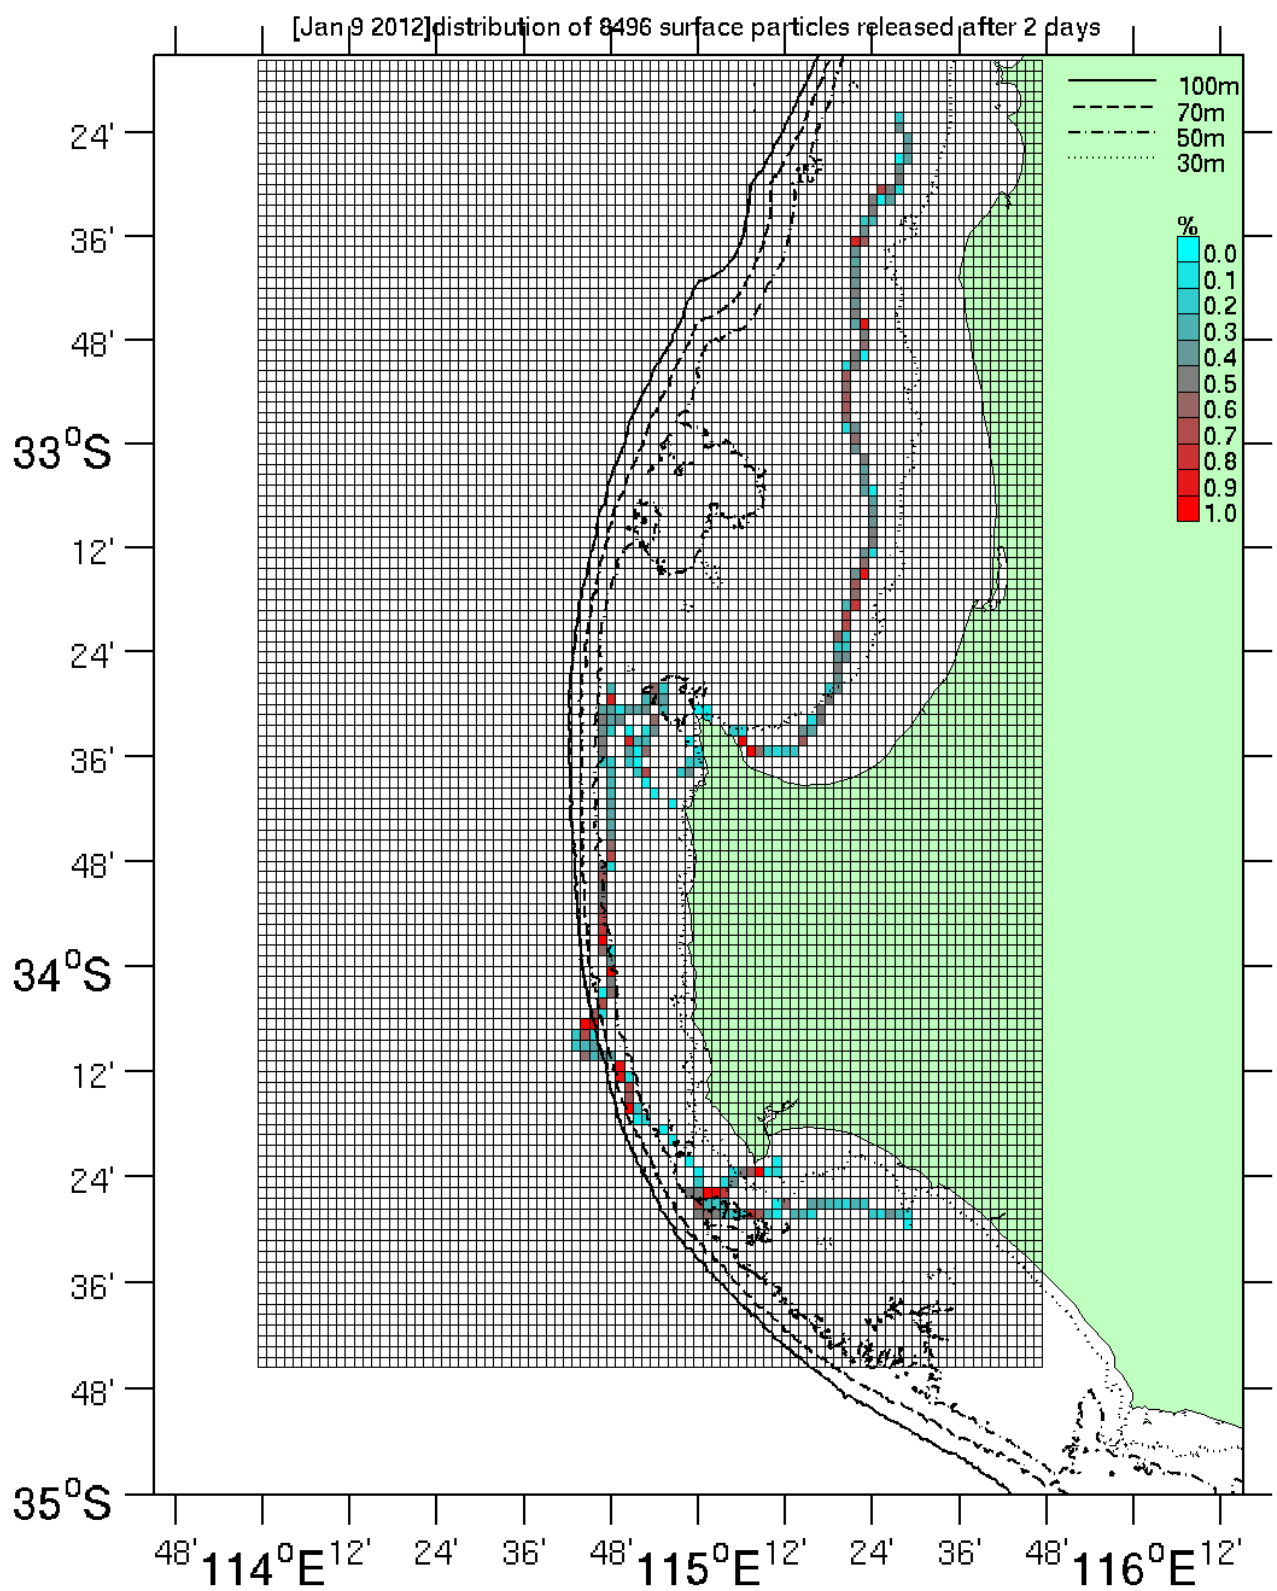 [Jan 9 2012]distribution of 8496 surface particles released after 2 days
100m
70m
50m
30m
%
0.0
0.1
0.2
0.3
0.4
0.5
0.6
0.7
0.8
0.9
1.0
24'
36'
48'
33°S
12'
24'
36'
48'
34°S
12'
24'
36'
48'
35°S
48' 114°E 12' 24' 36' 48' 115°E 12' 24' 36' 48' 116°E 12'